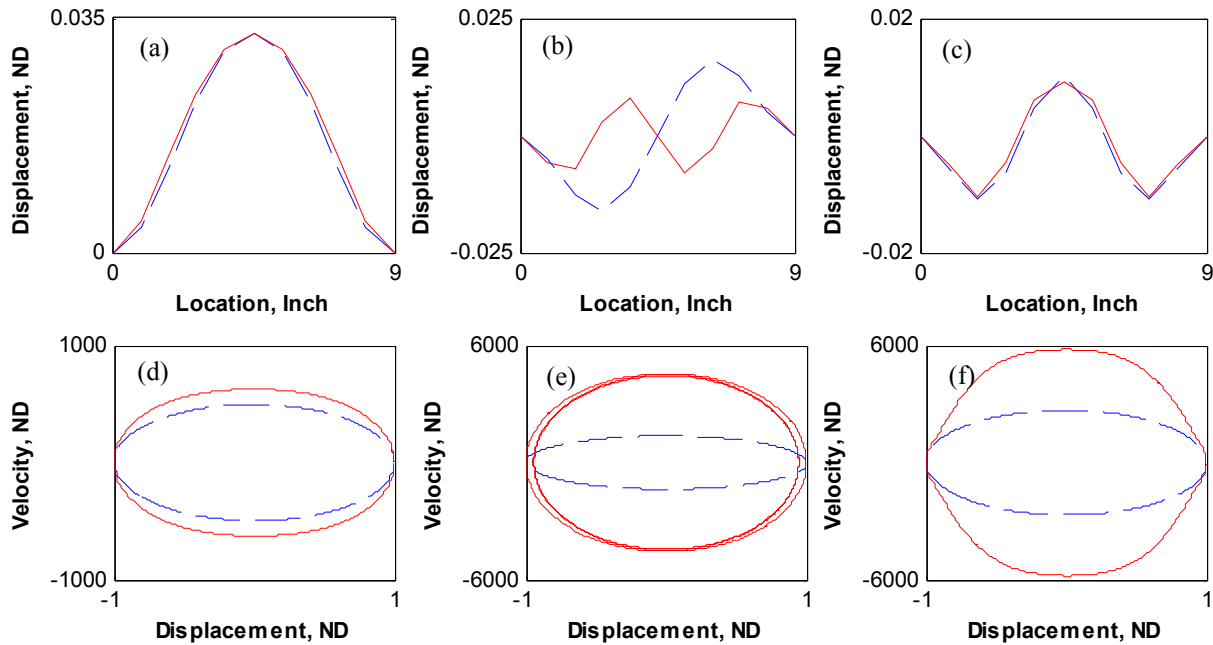 0.035
(a)
Displacement, ND
0
0
9
Location, Inch
0.025
(b)
Displacement, ND
-0.025
0
9
Location, Inch
0.02
(c)
Displacement, ND
-0.02
0
9
Location, Inch
1000
(d)
Velocity, ND
-1000
-1
1
Displacement, ND
6000
(e)
Velocity, ND
-6000
-1
1
Displacement, ND
6000
(f)
Velocity, ND
-6000
-1
1
Displacement, ND